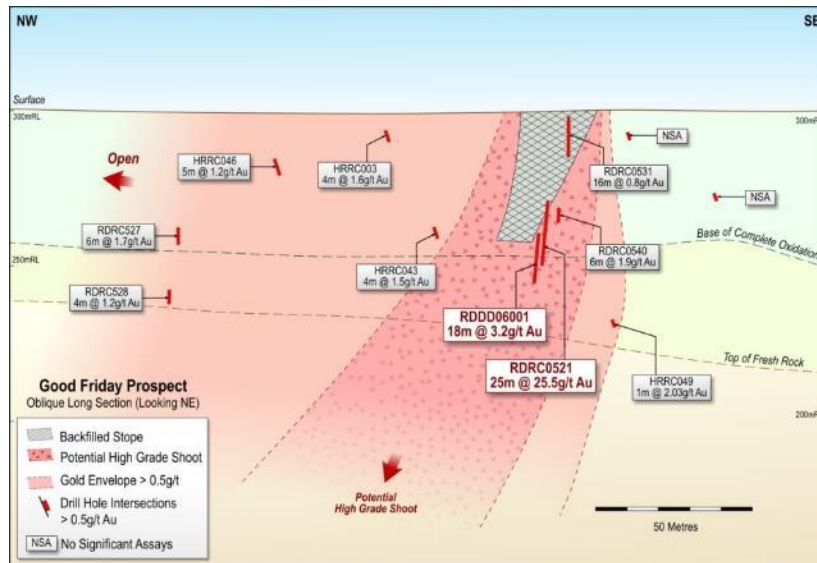 NW
SE
Surface
300mRL
300m
Open
HRRC046
5m @ 1.2g/t Au
HRRC003
4m @ 1.6g/t Au
NSA
RDRC0531
16m @ 0.8g/t Au
NSA
RDRC527
6m @ 1.7g/t Au
HRRC043
4m @ 1.5g/t Au
RDRC0540
6m @ 1.9g/t Au
Base of Complete Oxidation
250mRL
RDRC528
4m @ 1.2g/t Au
RDDD06001
18m @ 3.2g/t Au
RDRC0521
25m @ 25.5g/t Au
Top of Fresh Rock
HRRC049
1m @ 2.03g/t Au
200mR
Good Friday Prospect
Oblique Long Section (Looking NE)
Backfilled Stope
Potential High Grade Shoot
Gold Envelope > 0.5g/t
Drill Hole Intersections
> 0.5g/t Au
NSA No Significant Assays
Potential
High Grade Shoot
50 Metres